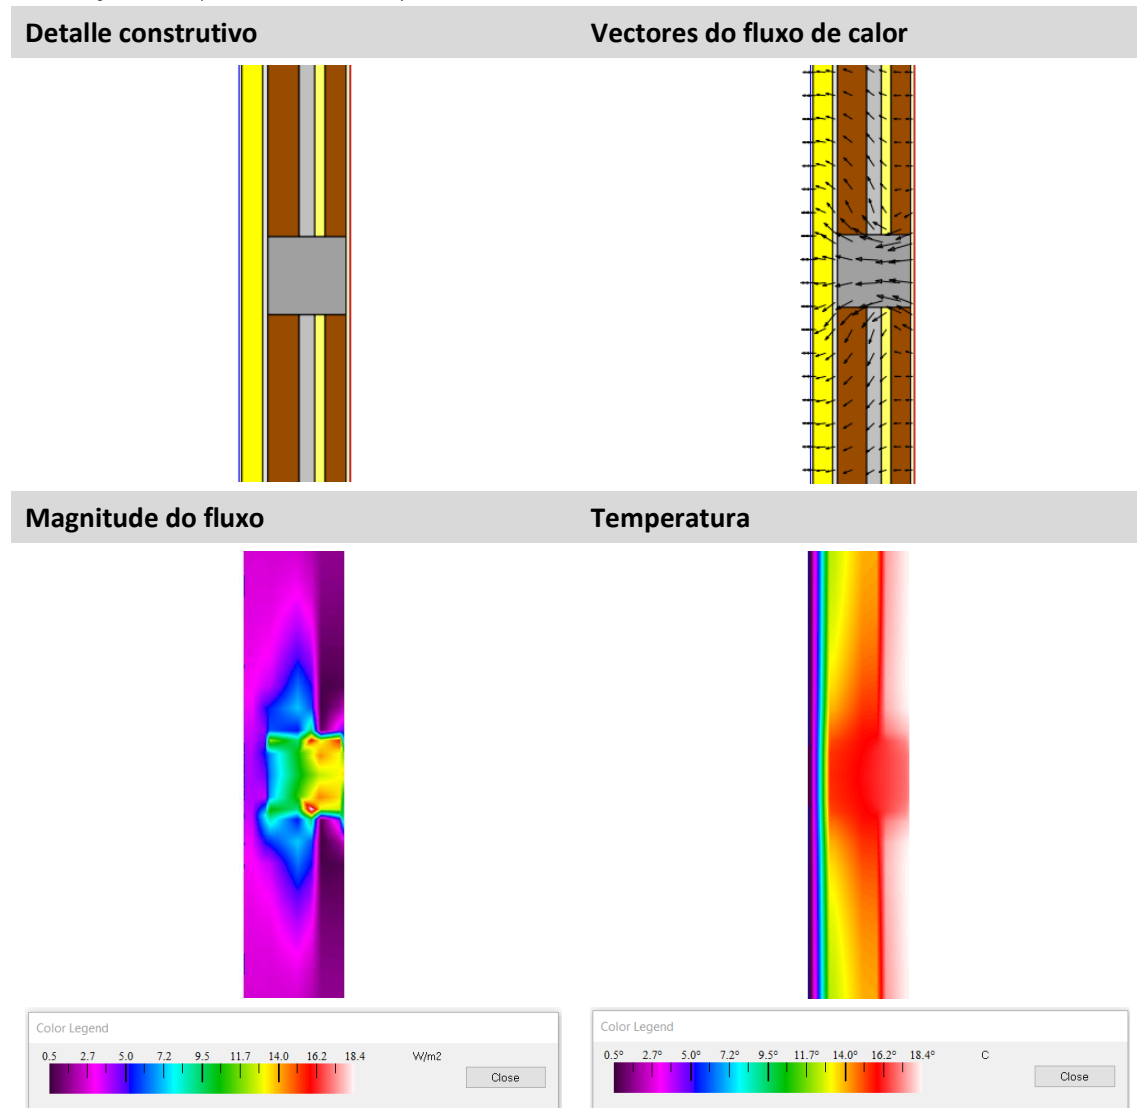 Detalle construtivo
Vectores do fluxo de calor
Magnitude do fluxo
Temperatura
Color Legend
0.5 2.7 5.0 7.2 9.5 11.7 14.0 16.2 18.4 W/m2
Close
Color Legend
0.5° 2.7° 5.0° 7.2° 9.5° 11.7° 14.0° 16.2° 18.4° C
Close